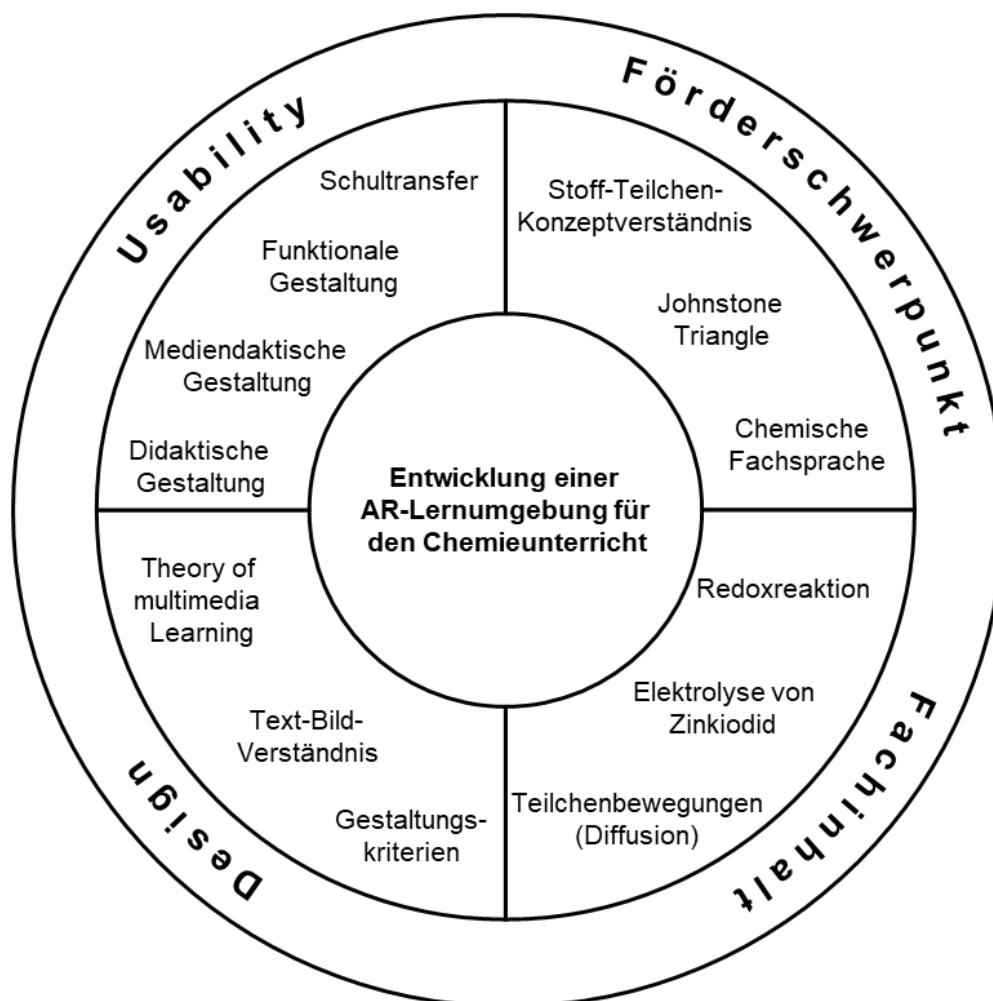 Usability
Schultransfer
Funktionale
Gestaltung
Mediendaktische
Gestaltung
Didaktische
Gestaltung
Förderschwerpunkt
Stoff-Teilchen-
Konzeptverständnis
Johnstone
Triangle
Chemische
Fachsprache
Entwicklung einer
AR-Lernumgebung für
den Chemieunterricht
Design
Theory of
multimedia
Learning
Text-Bild-
Verständnis
Gestaltungs-
kriterien
Fachinhalt
Redoxreaktion
Elektrolyse von
Zinkiodid
Teilchenbewegungen
(Diffusion)